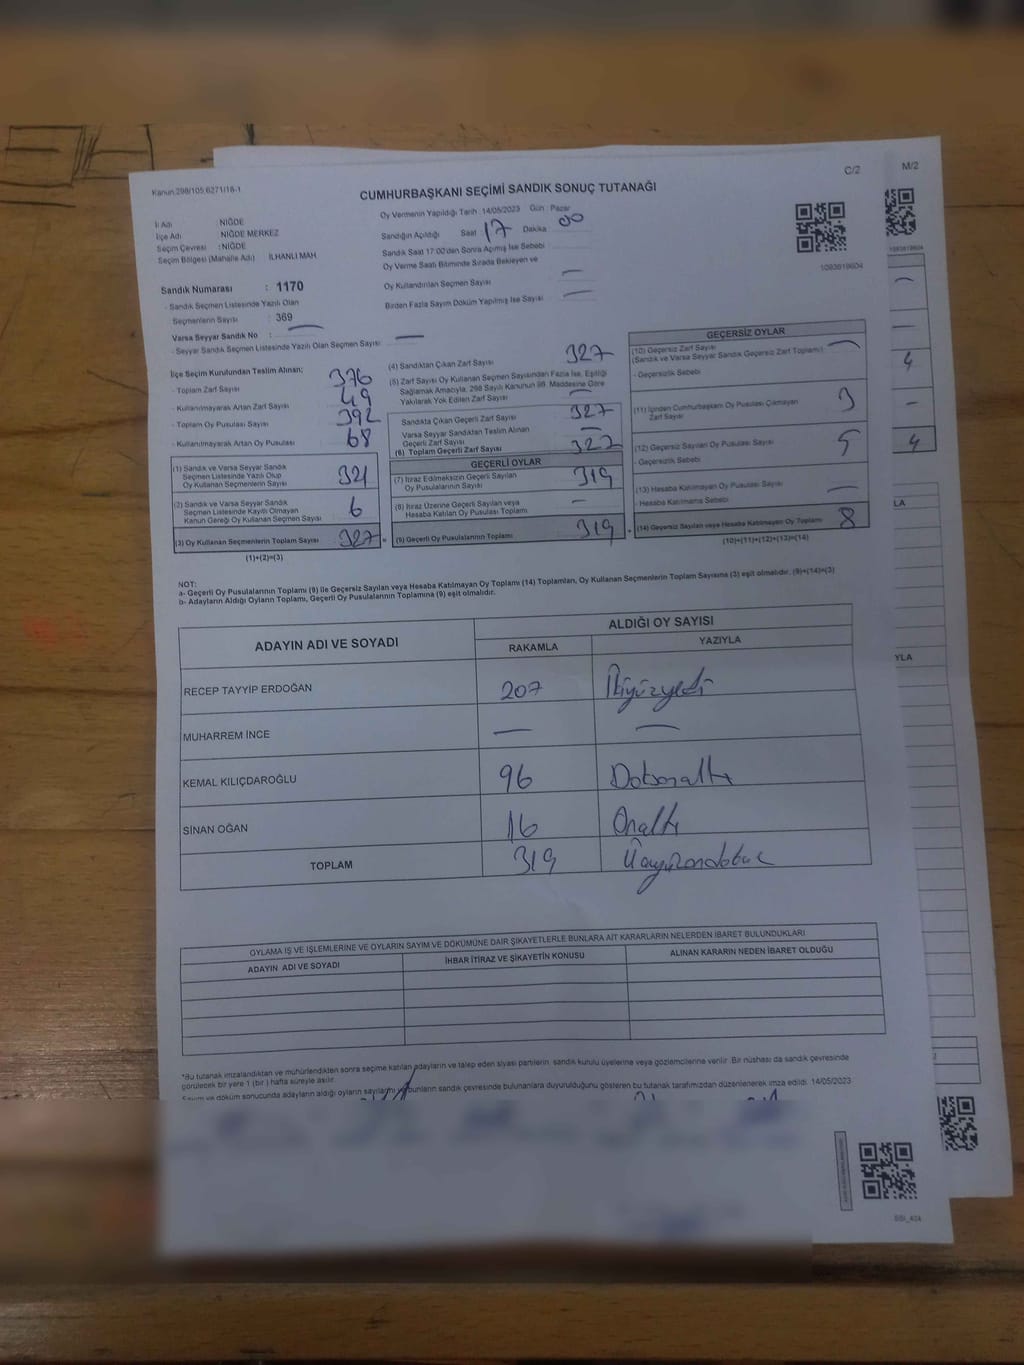 Kanun 298/105;6271/18-1
C/2
M/2
CUMHURBAŞKANI SEÇİMİ SANDIK SONUÇ TUTANAĞI
İl Adı : NİĞDE
İlçe Adı : NİĞDE MERKEZ
Seçim Çevresi : NİĞDE
Seçim Bölgesi (Mahalle Adı) İLHANLI MAH.
Oy Vermenin Yapıldığı Tarih : 14/05/2023 Gün : Pazar
Sandığın Açıldığı Saat 17 Dakika 00
Sandık Saat 17:00'den Sonra Açılmış İse Sebebi
Oy Verme Saati Bitiminde Sırada Bekleyen ve
Oy Kullandırılan Seçmen Sayısı —
Birden Fazla Sayım Döküm Yapılmış İse Sayısı —
1093619604
Sandık Numarası : 1170
- Sandık Seçmen Listesinde Yazılı Olan
Seçmenlerin Sayısı : 369
Varsa Seyyar Sandık No : —
- Seyyar Sandık Seçmen Listesinde Yazılı Olan Seçmen Sayısı —
İlçe Seçim Kurulundan Teslim Alınan;
- Toplam Zarf Sayısı 376
- Kullanılmayarak Artan Zarf Sayısı 49
- Toplam Oy Pusulası Sayısı 392
- Kullanılmayarak Artan Oy Pusulası 68
(1) Sandık ve Varsa Seyyar Sandık
Seçmen Listesinde Yazılı Olup
Oy Kullanan Seçmenlerin Sayısı 321
(2) Sandık ve Varsa Seyyar Sandık
Seçmen Listesinde Kayıtlı Olmayan
Kanun Gereği Oy Kullanan Seçmen Sayısı 6
(3) Oy Kullanan Seçmenlerin Toplam Sayısı 327
(1)+(2)=(3)
(4) Sandıktan Çıkan Zarf Sayısı 327
(5) Zarf Sayısı Oy Kullanan Seçmen Sayısından Fazla İse, Eşitliği
Sağlamak Amacıyla, 298 Sayılı Kanunun 98. Maddesine Göre
Yakılarak Yok Edilen Zarf Sayısı —
Sandıkta Çıkan Geçerli Zarf Sayısı 327
Varsa Seyyar Sandıktan Teslim Alınan
Geçerli Zarf Sayısı —
(6) Toplam Geçerli Zarf Sayısı 327
GEÇERLİ OYLAR
(7) İtiraz Edilmeksizin Geçerli Sayılan
Oy Pusulalarının Sayısı 319
(8) İtiraz Üzerine Geçerli Sayılan veya
Hesaba Katılan Oy Pusulaları Toplamı —
(9) Geçerli Oy Pusulalarının Toplamı 319
GEÇERSİZ OYLAR
(10) Geçersiz Zarf Sayısı
(Sandık ve Varsa Seyyar Sandık Geçersiz Zarf Toplamı) —
- Geçersizlik Sebebi
(11) İçinden Cumhurbaşkanı Oy Pusulası Çıkmayan
Zarf Sayısı 3
(12) Geçersiz Sayılan Oy Pusulası Sayısı 5
- Geçersizlik Sebebi
(13) Hesaba Katılmayan Oy Pusulası Sayısı —
- Hesaba Katılmama Sebebi
(14) Geçersiz Sayılan veya Hesaba Katılmayan Oy Toplamı 8
(10)+(11)+(12)+(13)=(14)
NOT:
a- Geçerli Oy Pusulalarının Toplamı (9) ile Geçersiz Sayılan veya Hesaba Katılmayan Oy Toplamı (14) Toplamları, Oy Kullanan Seçmenlerin Toplam Sayısına (3) eşit olmalıdır. (9)+(14)=(3)
b- Adayların Aldığı Oyların Toplamı, Geçerli Oy Pusulalarının Toplamına (9) eşit olmalıdır.
ADAYIN ADI VE SOYADI
ALDIĞI OY SAYISI
RAKAMLA YAZIYLA
RECEP TAYYİP ERDOĞAN 207 İkiyüzyedi
MUHARREM İNCE — —
KEMAL KILIÇDAROĞLU 96 Doksanaltı
SİNAN OĞAN 16 Onaltı
TOPLAM 319 Üçyüzondokuz
OYLAMA İŞ VE İŞLEMLERİNE VE OYLARIN SAYIM VE DÖKÜMÜNE DAİR ŞİKAYETLERLE BUNLARA AİT KARARLARIN NELERDEN İBARET BULUNDUKLARI
ADAYIN ADI VE SOYADI İHBAR İTİRAZ VE ŞİKAYETİN KONUSU ALINAN KARARIN NEDEN İBARET OLDUĞU
*Bu tutanak imzalandıktan ve mühürlendikten sonra seçime katılan adayların ve talep eden siyasi partilerin, sandık kurulu üyelerine veya gözlemcilerine verilir. Bir nüshası da sandık çevresinde
görülecek bir yere 1 (bir) hafta süreyle asılır.
Sayım ve döküm sonucunda adayların aldığı oyların sayılarını ve bunların sandık çevresinde bulunanlara duyurulduğunu gösteren bu tutanak tarafımızdan düzenlenerek imza edildi. 14/05/2023
1093619604
—
—
4
—
4
LA
YLA